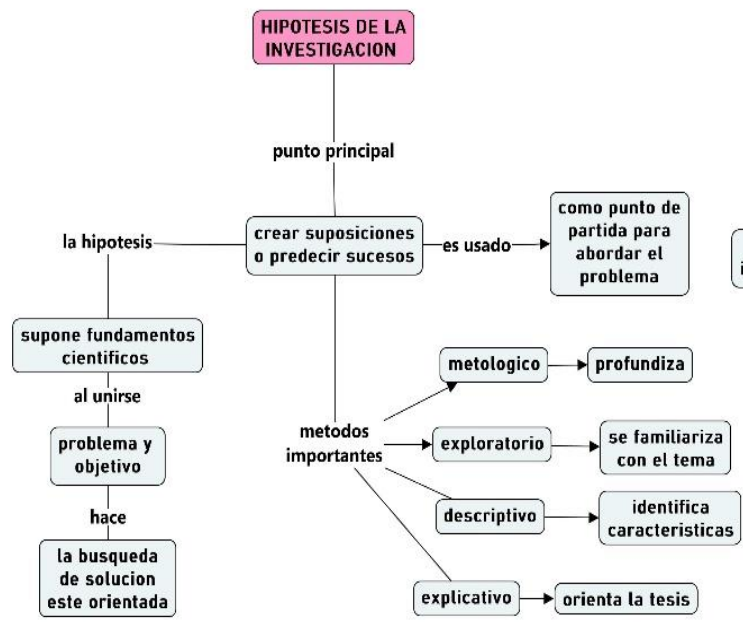 HIPOTESIS DE LA
INVESTIGACION
punto principal
la hipotesis
crear suposiciones
o predecir sucesos
es usado
como punto de
partida para
abordar el
problema
supone fundamentos
cientificos
al unirse
problema y
objetivo
hace
la busqueda
de solucion
este orientada
metodos
importantes
metologico
profundiza
exploratorio
se familiariza
con el tema
descriptivo
identifica
caracteristicas
explicativo
orienta la tesis